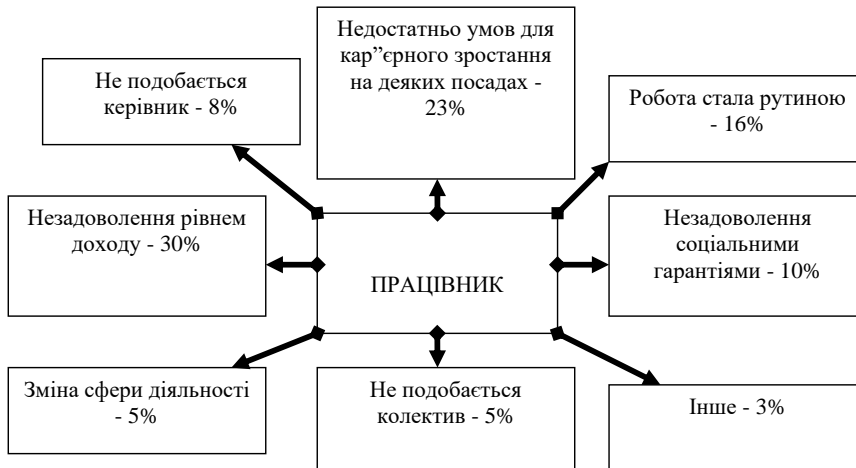 Недостатньо умов для
кар”єрного зростання
на деяких посадах -
23%
Не подобається
керівник - 8%
Робота стала рутиною
- 16%
Незадоволення рівнем
доходу - 30%
ПРАЦІВНИК
Незадоволення
соціальними
гарантіями - 10%
Зміна сфери діяльності
- 5%
Не подобається
колектив - 5%
Інше - 3%